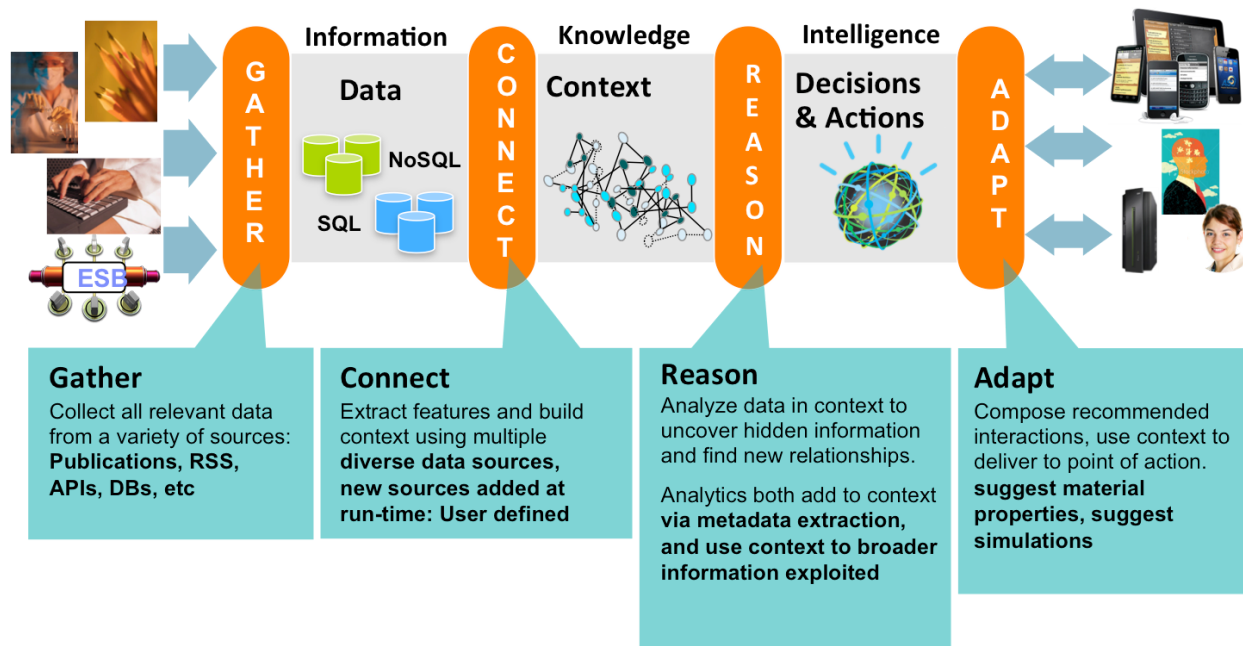 Information
Knowledge
Intelligence
GATHER
Data
NoSQL
SQL
CONNECT
Context
REASON
Decisions
& Actions
ADAPT
ESB
Gather
Collect all relevant data
from a variety of sources:
Publications, RSS,
APIs, DBs, etc
Connect
Extract features and build
context using multiple
diverse data sources,
new sources added at
run-time: User defined
Reason
Analyze data in context to
uncover hidden information
and find new relationships.
Analytics both add to context
via metadata extraction,
and use context to broader
information exploited
Adapt
Compose recommended
interactions, use context to
deliver to point of action.
suggest material
properties, suggest
simulations